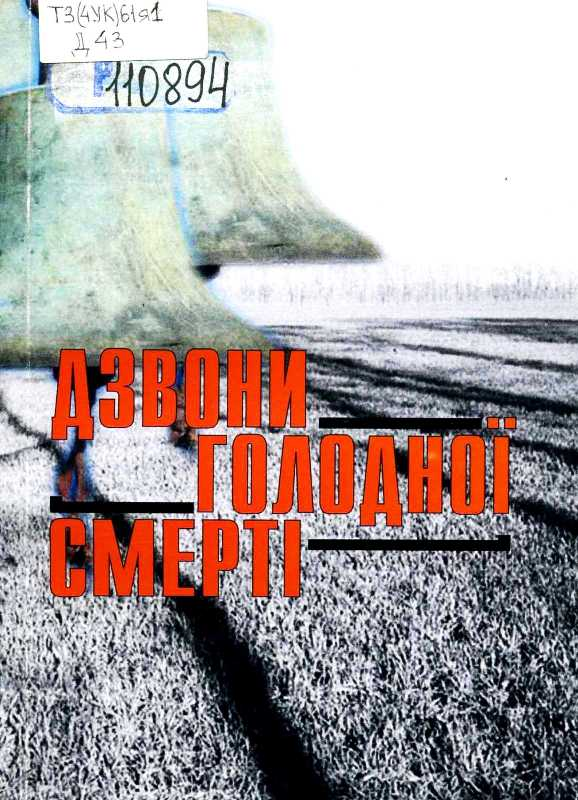 Т3(4УК)61я1
Д 43
110894
ДЗВОНИ
ГОЛОДНОЇ
СМЕРТІ